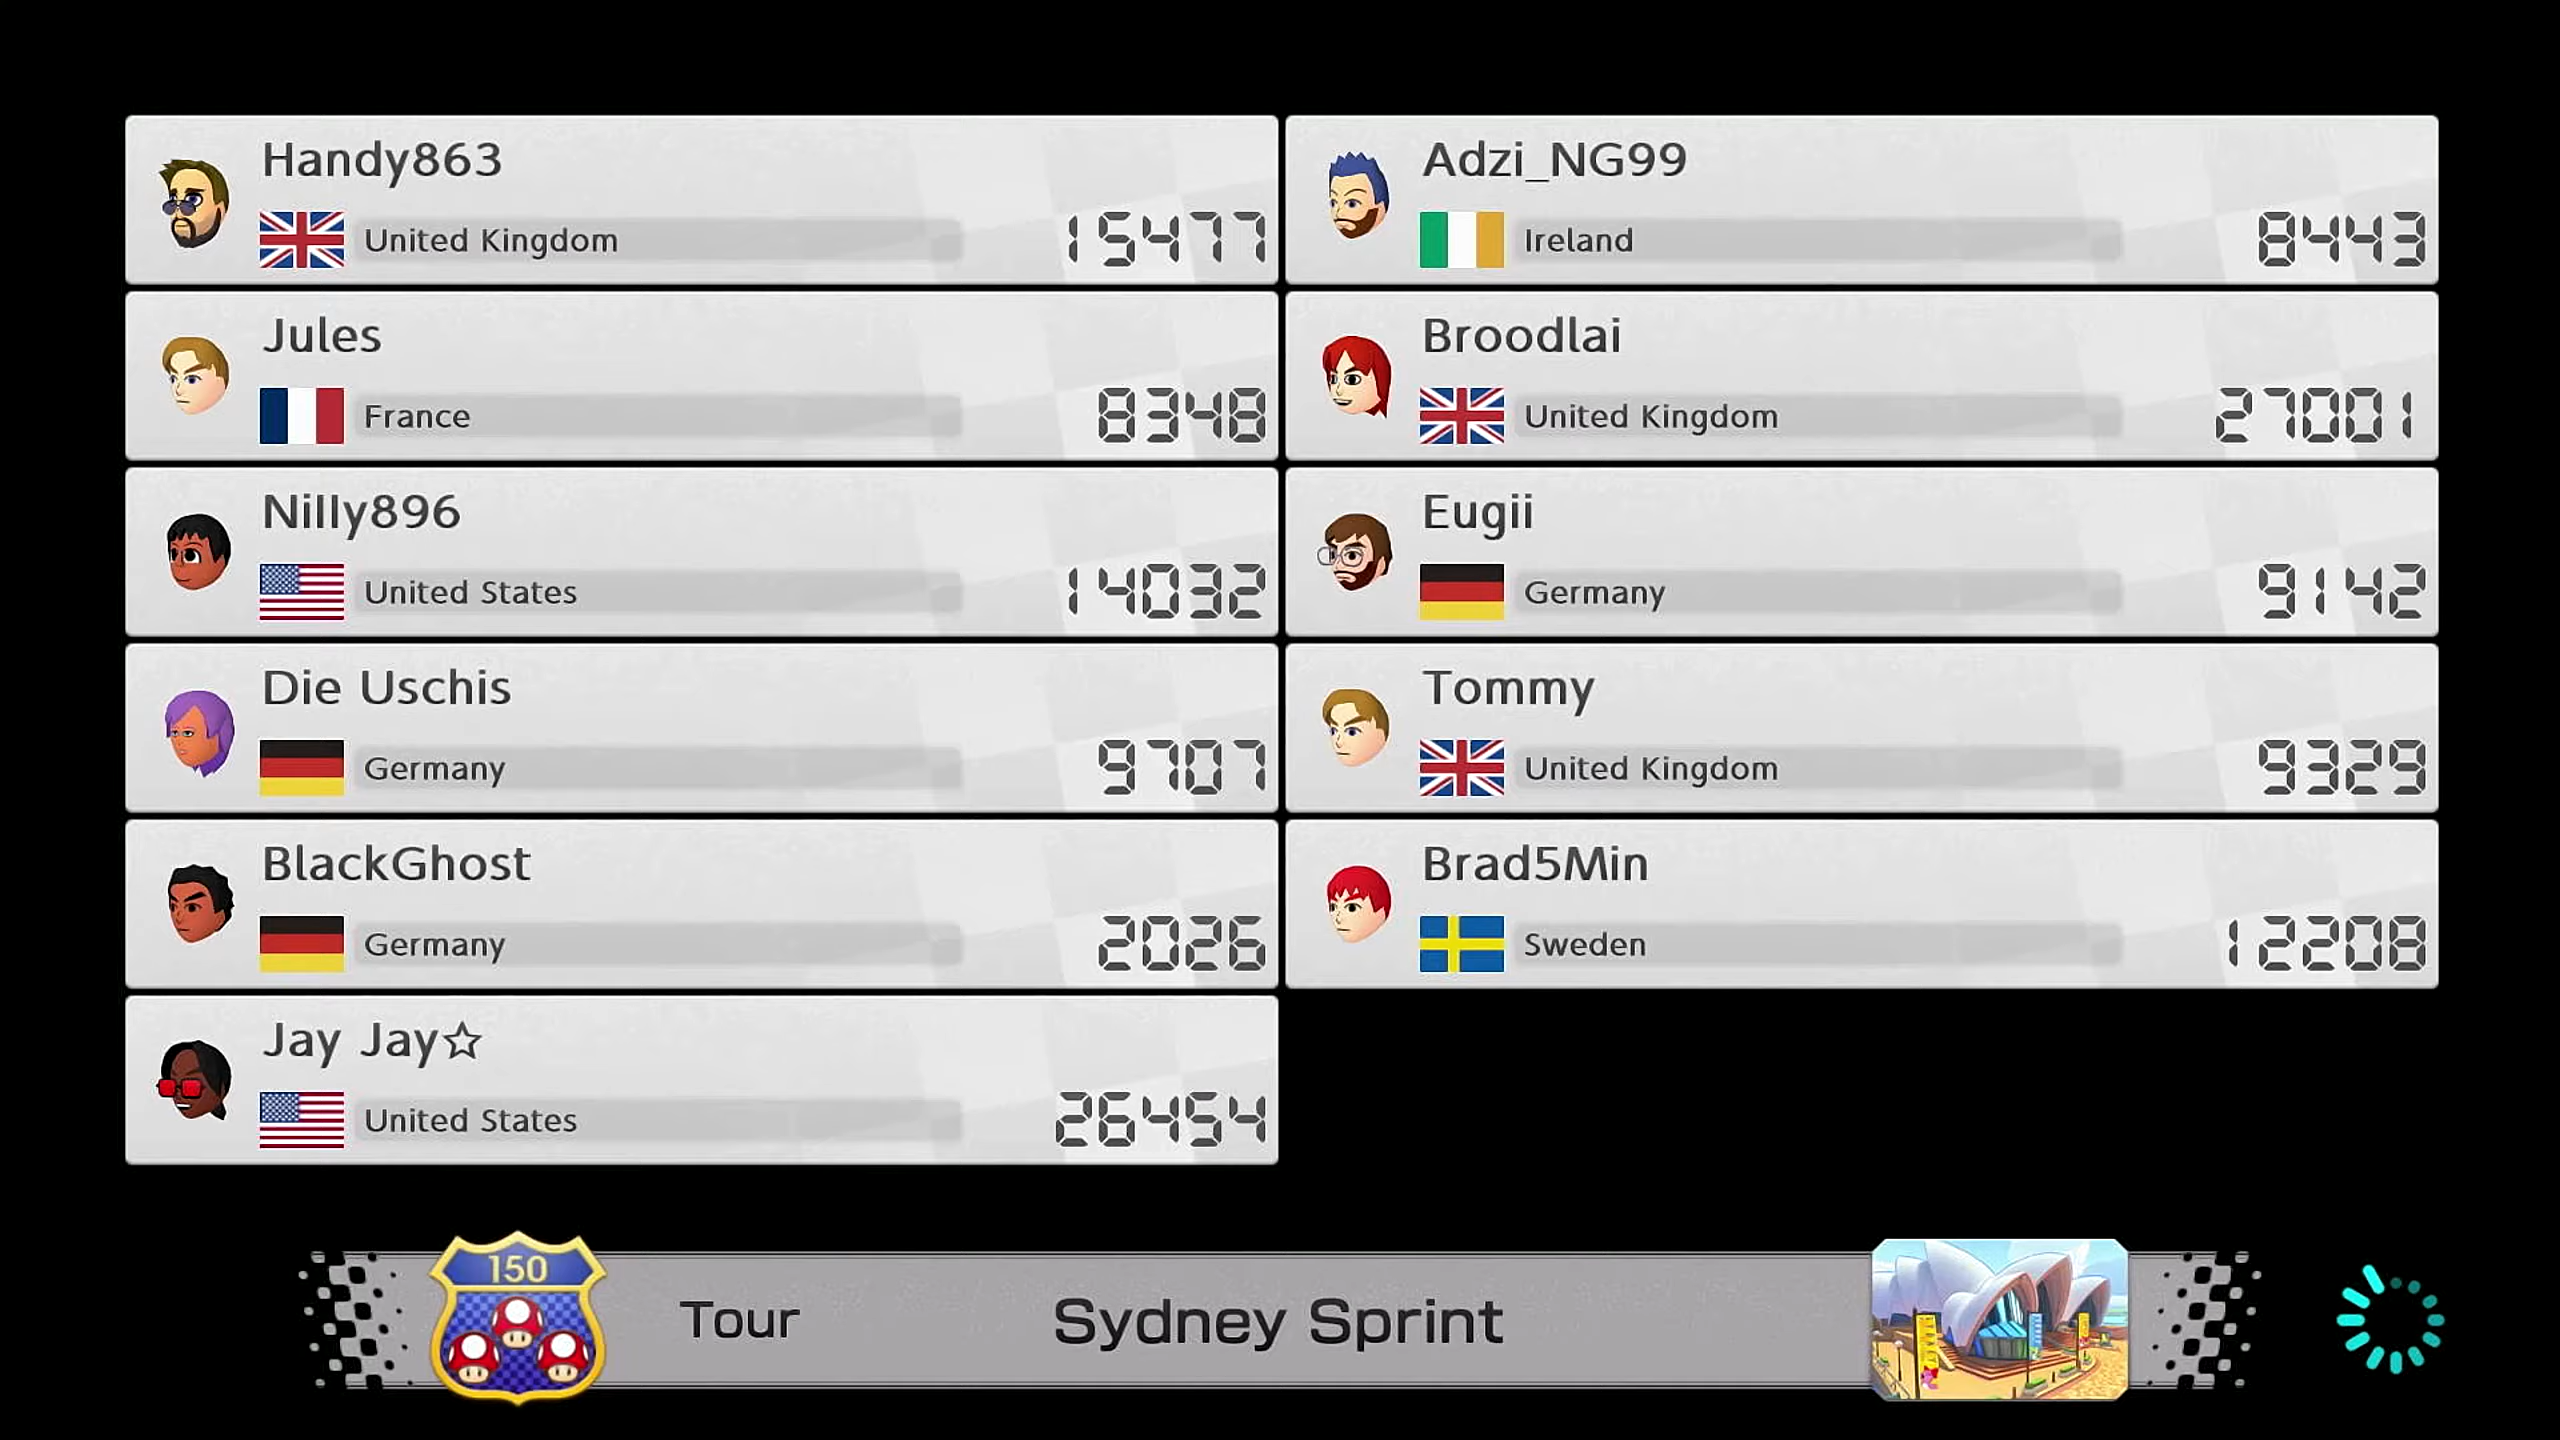 Handy863
United Kingdom 15477
Adzi_NG99
Ireland 8443
Jules
France 8348
Broodlai
United Kingdom 27001
Nilly896
United States 14032
Eugii
Germany 9142
Die Uschis
Germany 9707
Tommy
United Kingdom 9329
BlackGhost
Germany 2026
Brad5Min
Sweden 12208
Jay Jay☆
United States 26454
150 Tour Sydney Sprint